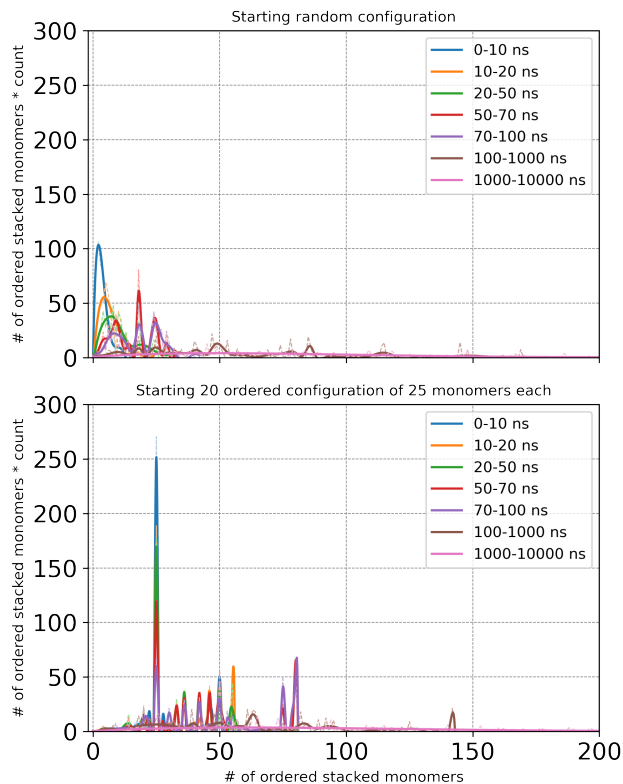 Starting random configuration
# of ordered stacked monomers * count
300
250
200
150
100
50
0
0-10 ns
10-20 ns
20-50 ns
50-70 ns
70-100 ns
100-1000 ns
1000-10000 ns
Starting 20 ordered configuration of 25 monomers each
# of ordered stacked monomers * count
300
250
200
150
100
50
0
0-10 ns
10-20 ns
20-50 ns
50-70 ns
70-100 ns
100-1000 ns
1000-10000 ns
0 50 100 150 200
# of ordered stacked monomers